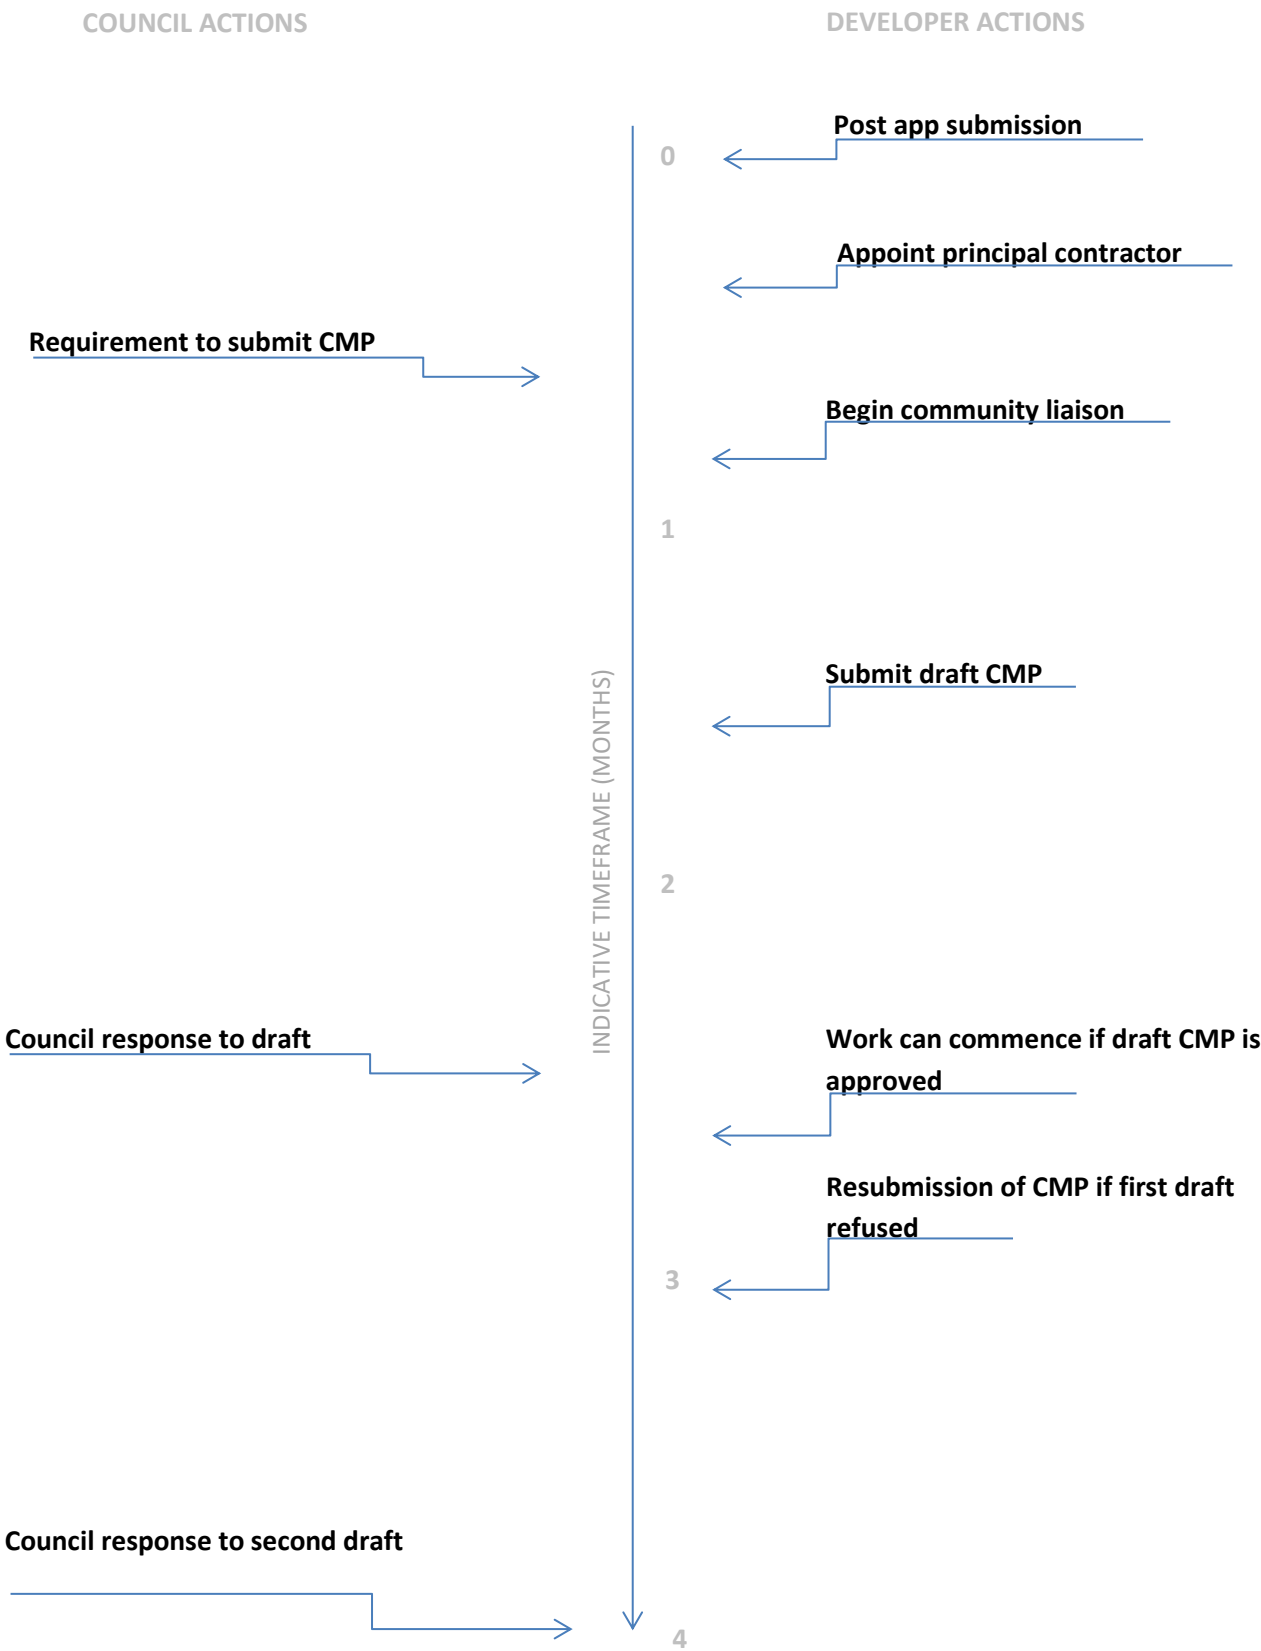 COUNCIL ACTIONS
DEVELOPER ACTIONS
Post app submission
0
Appoint principal contractor
Requirement to submit CMP
Begin community liaison
1
Submit draft CMP
INDICATIVE TIMEFRAME (MONTHS)
2
Council response to draft
Work can commence if draft CMP is
approved
Resubmission of CMP if first draft
refused
3
Council response to second draft
4